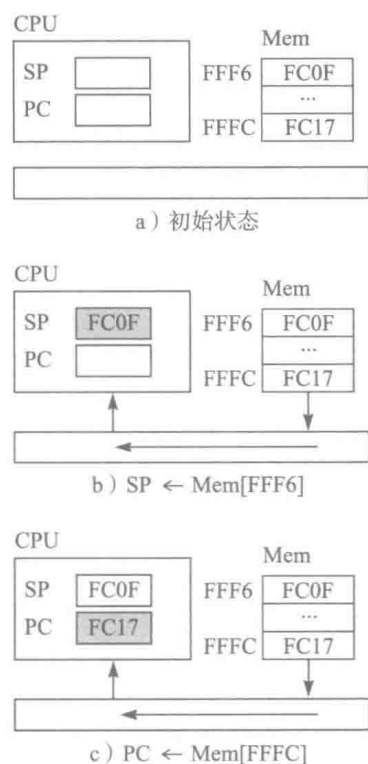 CPU
Mem
SP
FFF6 FC0F
PC
...
FFFC FC17
a）初始状态
CPU
Mem
SP FC0F FFF6 FC0F
PC
...
FFFC FC17
b）SP ← Mem[FFF6]
CPU
Mem
SP FC0F FFF6 FC0F
PC FC17
...
FFFC FC17
c）PC ← Mem[FFFC]